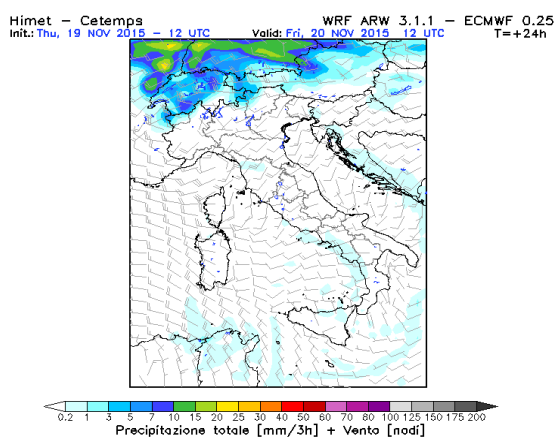 Himet – Cetemps WRF ARW 3.1.1 – ECMWF 0.25
Init.: Thu, 19 NOV 2015 – 12 UTC Valid: Fri, 20 NOV 2015 12 UTC T=+24h
0.2 1 3 5 7 10 15 20 25 30 40 50 60 70 80 90 100 125 150 175 200
Precipitazione totale [mm/3h] + Vento [nodi]